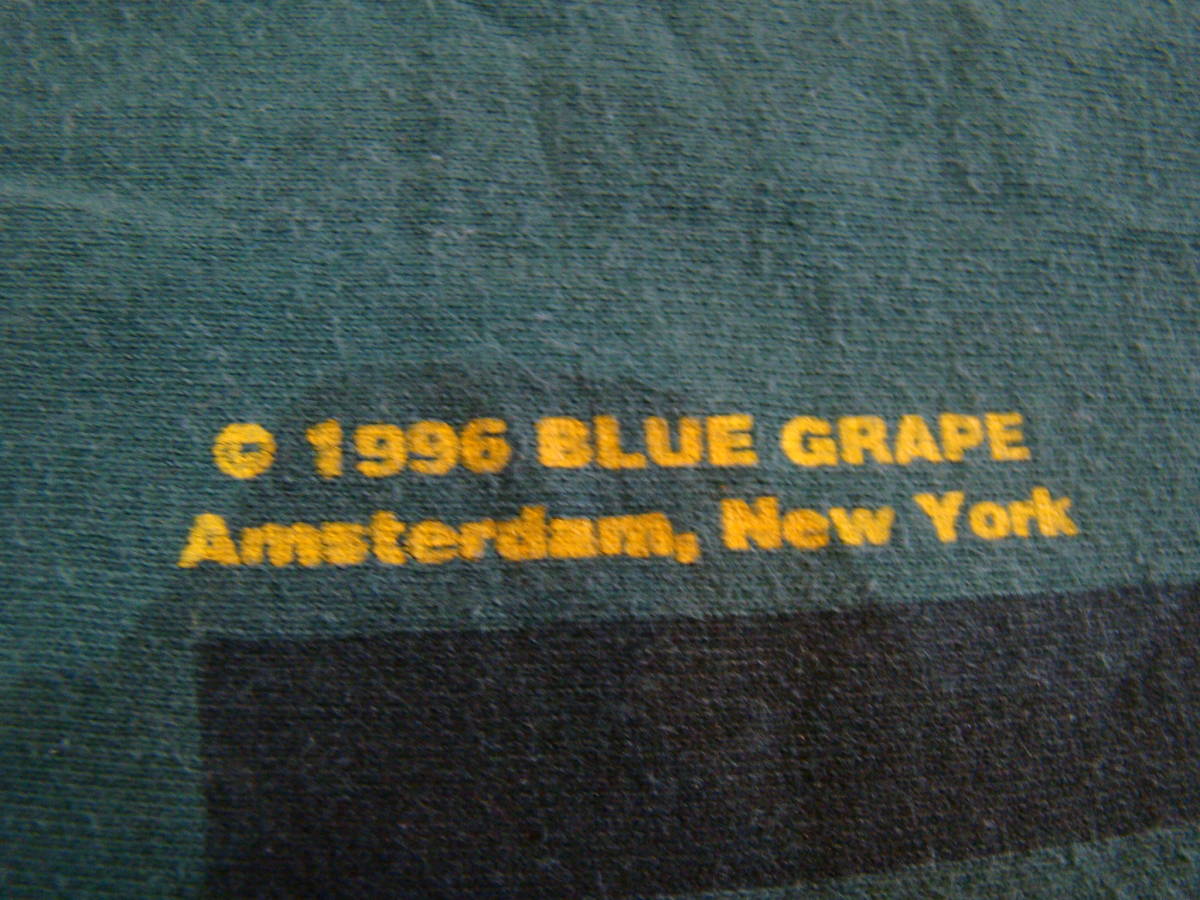 © 1996 BLUE GRAPE
Amsterdam, New York